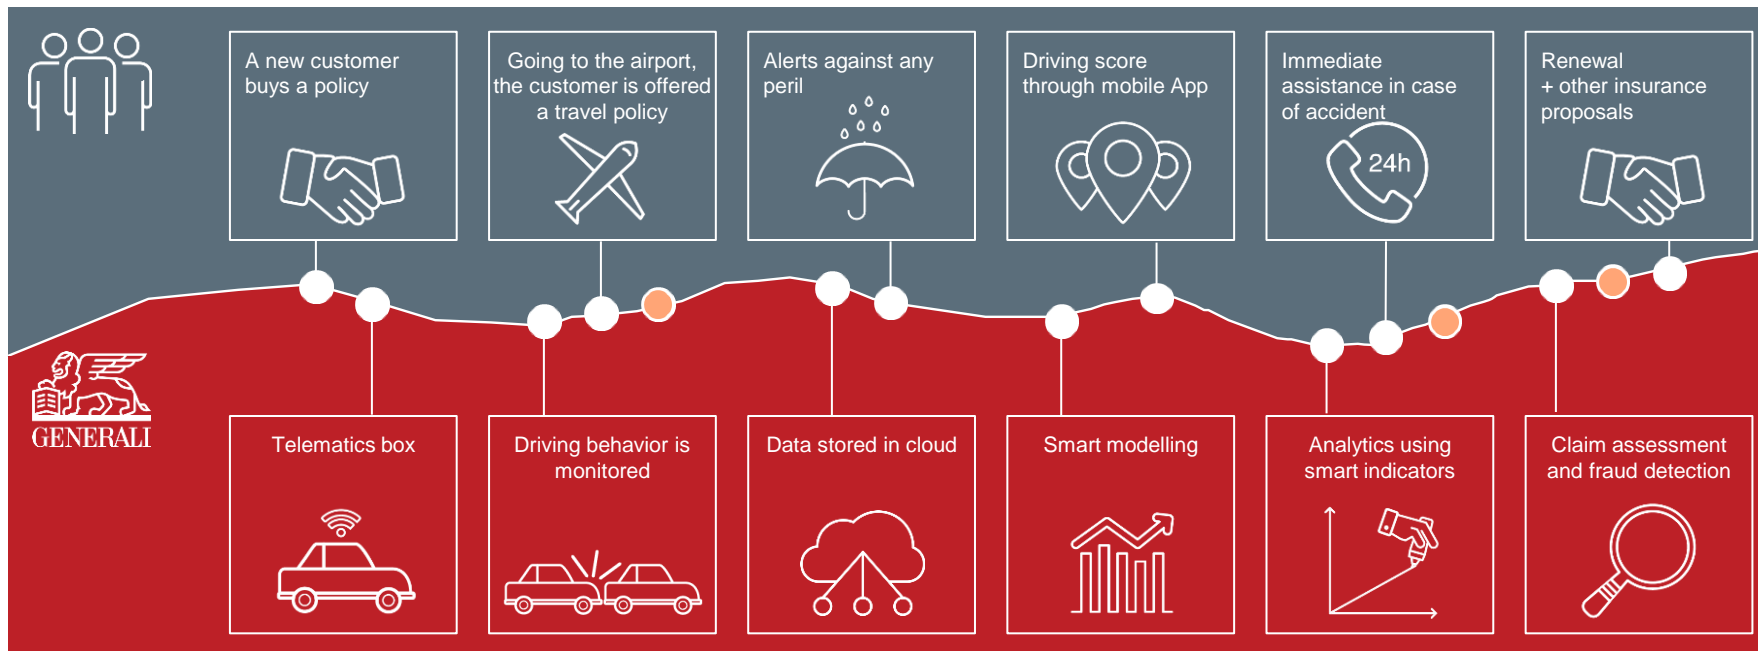 A new customer
buys a policy
Going to the airport,
the customer is offered
a travel policy
Alerts against any
peril
Driving score
through mobile App
Immediate
assistance in case
of accident
24h
Renewal
+ other insurance
proposals
GENERALI
Telematics box
Driving behavior is
monitored
Data stored in cloud
Smart modelling
Analytics using
smart indicators
Claim assessment
and fraud detection